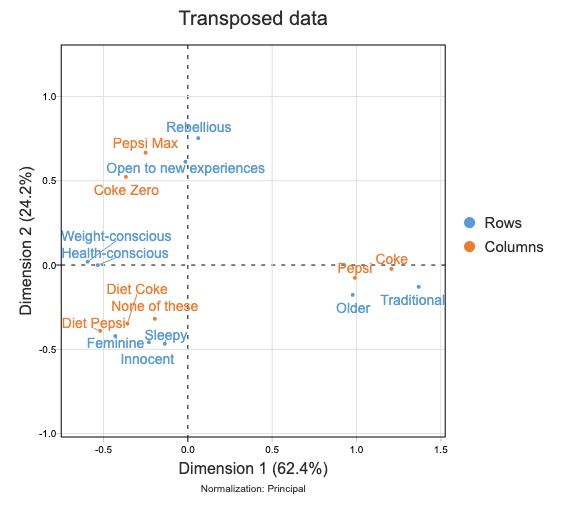 Transposed data
Dimension 2 (24.2%)
1.0
0.5
0.0
-0.5
-1.0
Rebellious
Pepsi Max
Open to new experiences
Coke Zero
Weight-conscious
Health-conscious
Coke
Pepsi
Diet Coke
Traditional
None of these
Older
Diet Pepsi
Sleepy
Feminine
Innocent
-0.5
0.0
0.5
1.0
1.5
Dimension 1 (62.4%)
Normalization: Principal
Rows
Columns